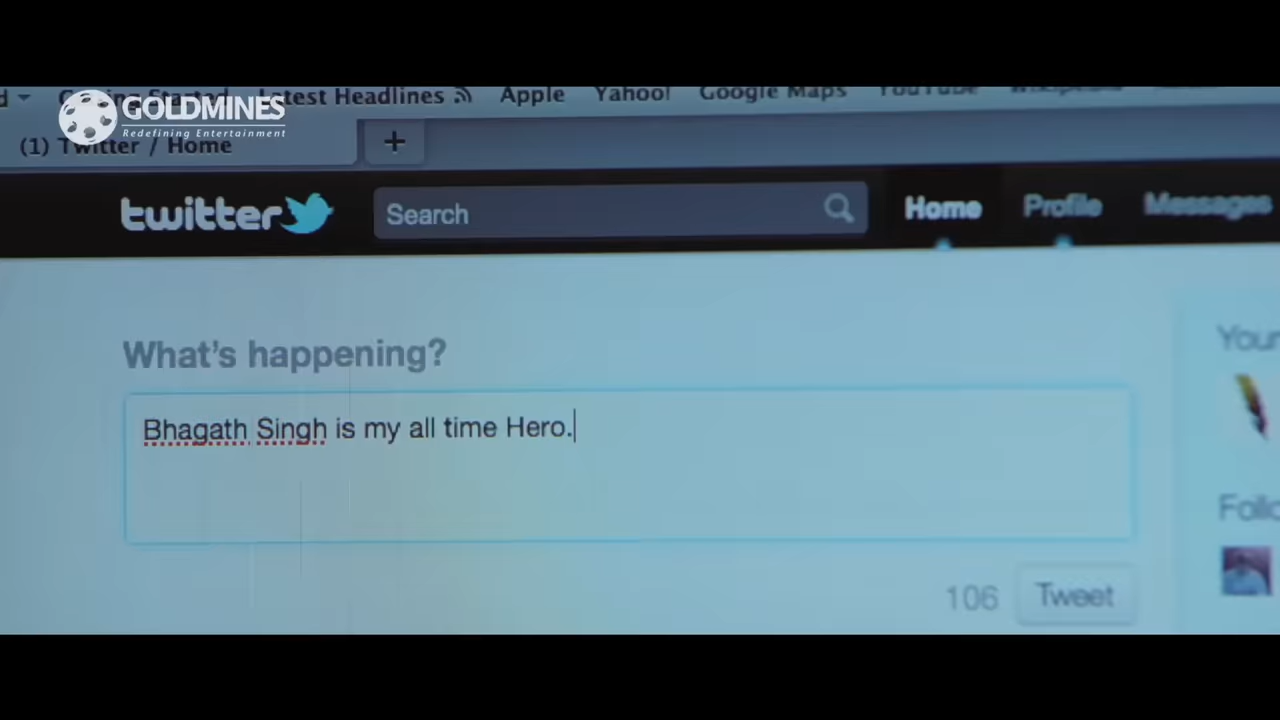 GOLDMINES
Redefining Entertainment
Latest Headlines
Apple
Yahoo!
Google Maps
YouTube
(1) Twitter / Home
+
twitter
Search
Home
Profile
Messages
What's happening?
Bhagath Singh is my all time Hero.
106
Tweet